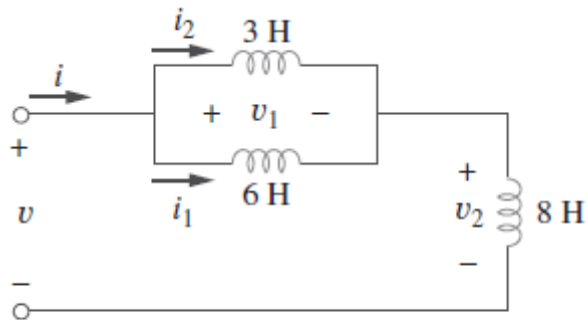 i₂ 3 H
i
+ v₁ −
+
i₁ 6 H
+
v
v₂ 8 H
−
−